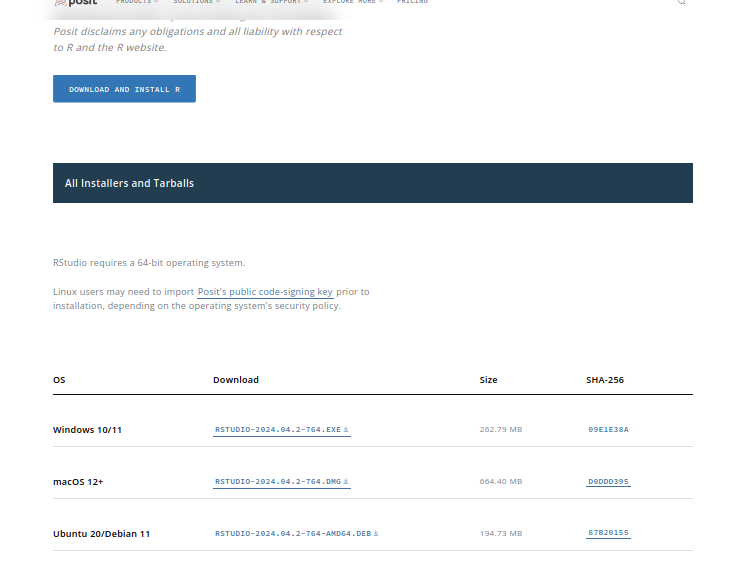 posit PRODUCTS SOLUTIONS LEARN & SUPPORT EXPLORE MORE PRICING
Posit disclaims any obligations and all liability with respect
to R and the R website.
DOWNLOAD AND INSTALL R
All Installers and Tarballs
RStudio requires a 64-bit operating system.
Linux users may need to import Posit's public code-signing key prior to
installation, depending on the operating system's security policy.
OS Download Size SHA-256
Windows 10/11 RSTUDIO-2024.04.2-764.EXE 262.79 MB 09E1E38A
macOS 12+ RSTUDIO-2024.04.2-764.DMG 664.40 MB D0DDD395
Ubuntu 20/Debian 11 RSTUDIO-2024.04.2-764-AMD64.DEB 194.73 MB 87B20155